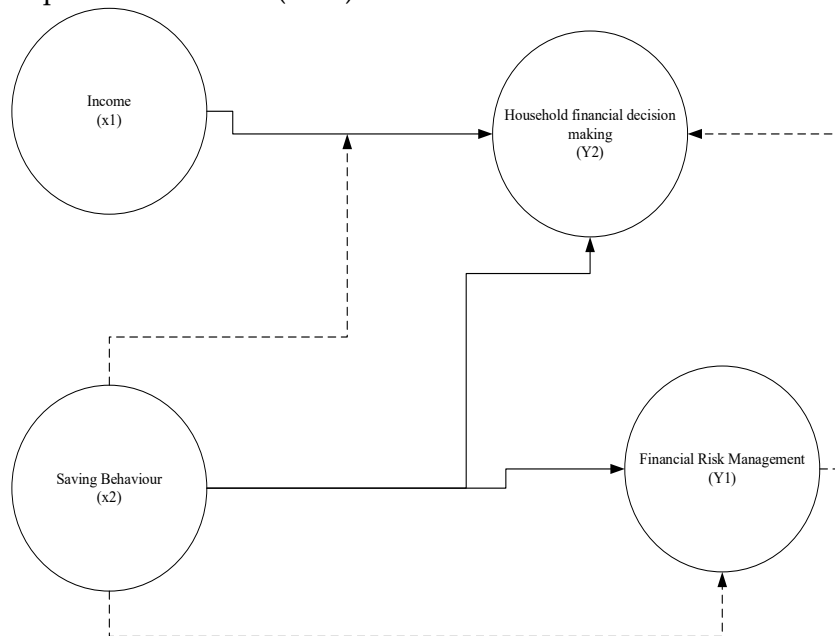 Income
(x1)
Household financial decision
making
(Y2)
Saving Behaviour
(x2)
Financial Risk Management
(Y1)